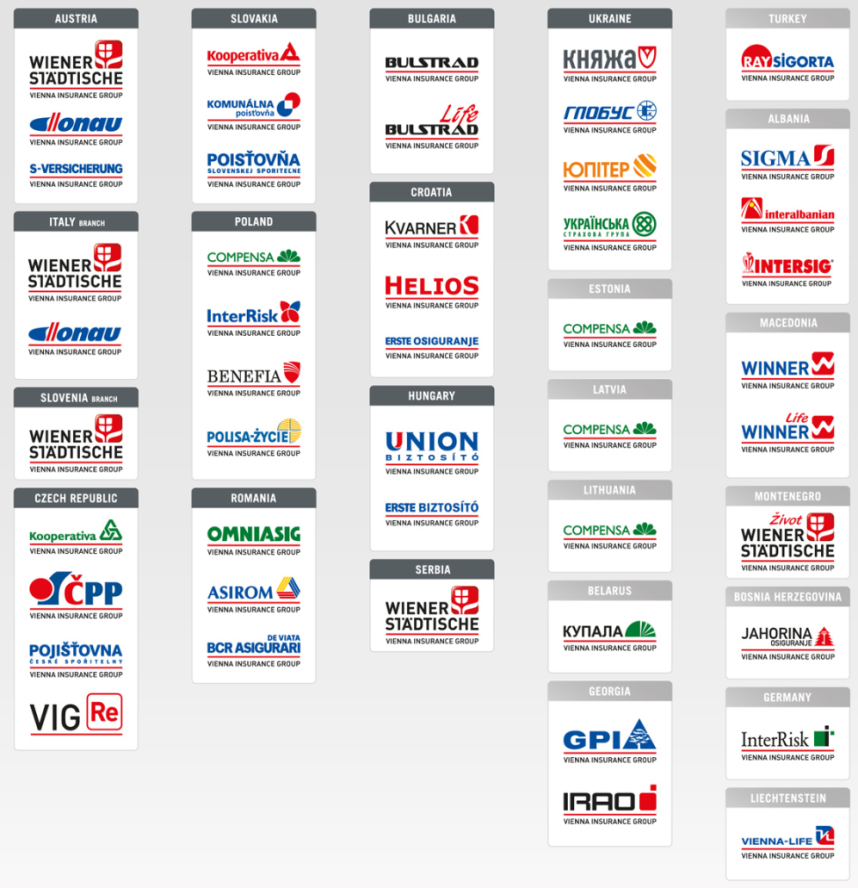 AUSTRIA
WIENER
STÄDTISCHE
VIENNA INSURANCE GROUP
Donau
VIENNA INSURANCE GROUP
S-VERSICHERUNG
VIENNA INSURANCE GROUP
ITALY BRANCH
WIENER
STÄDTISCHE
VIENNA INSURANCE GROUP
Donau
VIENNA INSURANCE GROUP
SLOVENIA BRANCH
WIENER
STÄDTISCHE
VIENNA INSURANCE GROUP
CZECH REPUBLIC
Kooperativa
VIENNA INSURANCE GROUP
ČPP
VIENNA INSURANCE GROUP
POJIŠŤOVNA
ČESKÉ SPOŘITELNY
VIENNA INSURANCE GROUP
VIG Re
SLOVAKIA
Kooperativa
VIENNA INSURANCE GROUP
KOMUNÁLNA
poisťovňa
VIENNA INSURANCE GROUP
POISŤOVŇA
SLOVENSKEJ SPORITEĽNE
VIENNA INSURANCE GROUP
POLAND
COMPENSA
VIENNA INSURANCE GROUP
InterRisk
VIENNA INSURANCE GROUP
BENEFIA
VIENNA INSURANCE GROUP
POLISA-ŻYCIE
VIENNA INSURANCE GROUP
ROMANIA
OMNIASIG
VIENNA INSURANCE GROUP
ASIROM
VIENNA INSURANCE GROUP
DE VIATA
BCR ASIGURARI
VIENNA INSURANCE GROUP
BULGARIA
BULSTRAD
VIENNA INSURANCE GROUP
Life
BULSTRAD
VIENNA INSURANCE GROUP
CROATIA
KVARNER
VIENNA INSURANCE GROUP
HELIOS
VIENNA INSURANCE GROUP
ERSTE OSIGURANJE
VIENNA INSURANCE GROUP
HUNGARY
UNION
BIZTOSÍTÓ
VIENNA INSURANCE GROUP
ERSTE BIZTOSÍTÓ
VIENNA INSURANCE GROUP
SERBIA
WIENER
STÄDTISCHE
VIENNA INSURANCE GROUP
UKRAINE
КНЯЖА
VIENNA INSURANCE GROUP
ГЛОБУС
VIENNA INSURANCE GROUP
ЮПІТЕР
VIENNA INSURANCE GROUP
УКРАЇНСЬКА
СТРАХОВА ГРУПА
VIENNA INSURANCE GROUP
ESTONIA
COMPENSA
VIENNA INSURANCE GROUP
LATVIA
COMPENSA
VIENNA INSURANCE GROUP
LITHUANIA
COMPENSA
VIENNA INSURANCE GROUP
BELARUS
КУПАЛА
VIENNA INSURANCE GROUP
GEORGIA
GPI
VIENNA INSURANCE GROUP
IRAO
VIENNA INSURANCE GROUP
TURKEY
RAY SİGORTA
VIENNA INSURANCE GROUP
ALBANIA
SIGMA
VIENNA INSURANCE GROUP
interalbanian
VIENNA INSURANCE GROUP
INTERSIG
VIENNA INSURANCE GROUP
MACEDONIA
WINNER
VIENNA INSURANCE GROUP
Life
WINNER
VIENNA INSURANCE GROUP
MONTENEGRO
Život
WIENER
STÄDTISCHE
VIENNA INSURANCE GROUP
BOSNIA HERZEGOVINA
JAHORINA
OSIGURANJE
VIENNA INSURANCE GROUP
GERMANY
InterRisk
VIENNA INSURANCE GROUP
LIECHTENSTEIN
VIENNA-LIFE
VIENNA INSURANCE GROUP